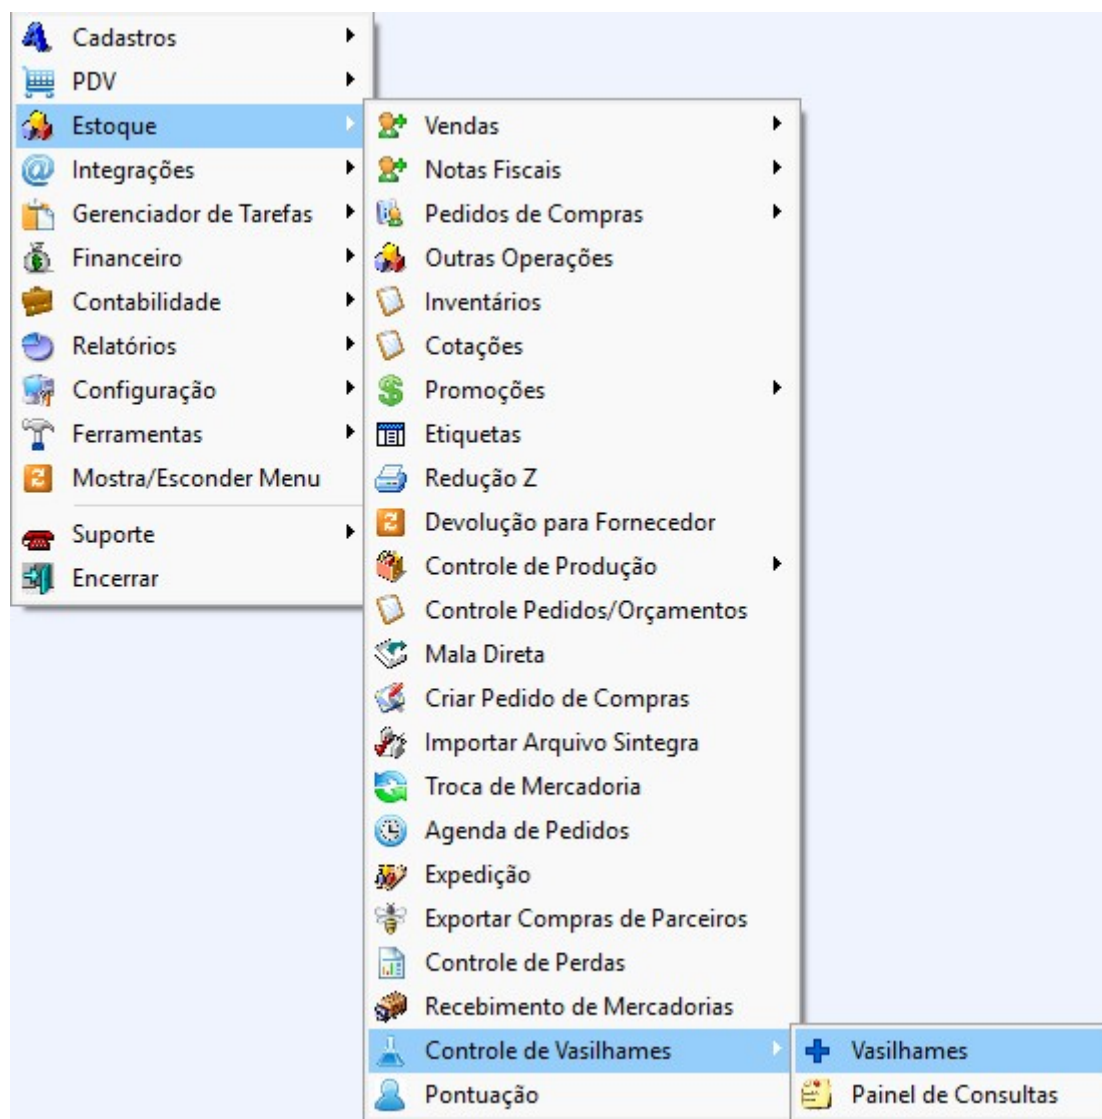 Cadastros
PDV
Estoque
Integrações
Gerenciador de Tarefas
Financeiro
Contabilidade
Relatórios
Configuração
Ferramentas
Mostra/Esconder Menu
Suporte
Encerrar
Vendas
Notas Fiscais
Pedidos de Compras
Outras Operações
Inventários
Cotações
Promoções
Etiquetas
Redução Z
Devolução para Fornecedor
Controle de Produção
Controle Pedidos/Orçamentos
Mala Direta
Criar Pedido de Compras
Importar Arquivo Sintegra
Troca de Mercadoria
Agenda de Pedidos
Expedição
Exportar Compras de Parceiros
Controle de Perdas
Recebimento de Mercadorias
Controle de Vasilhames
Pontuação
Vasilhames
Painel de Consultas